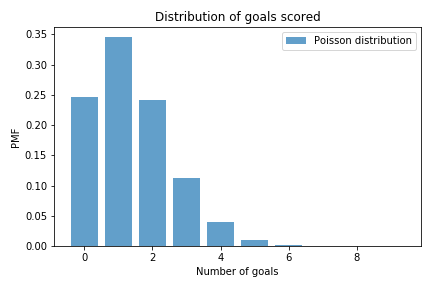 Distribution of goals scored
Poisson distribution
PMF
0.35
0.30
0.25
0.20
0.15
0.10
0.05
0.00
0 2 4 6 8
Number of goals